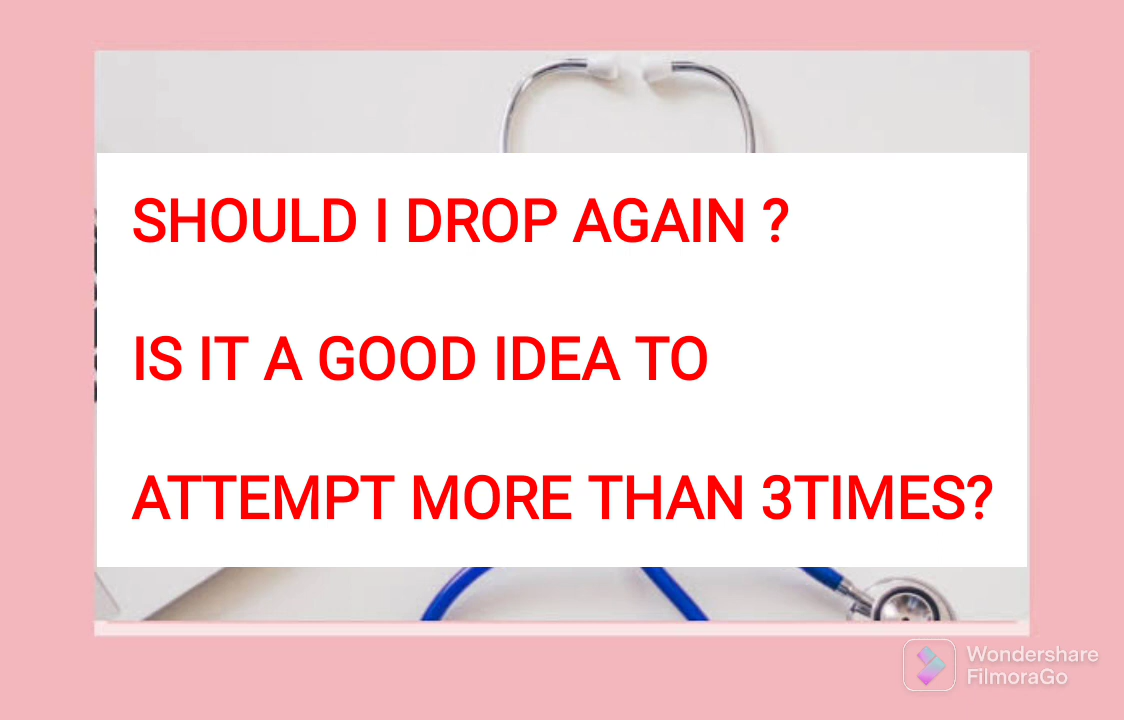 SHOULD I DROP AGAIN ?
IS IT A GOOD IDEA TO
ATTEMPT MORE THAN 3TIMES?
Wondershare
FilmoraGo